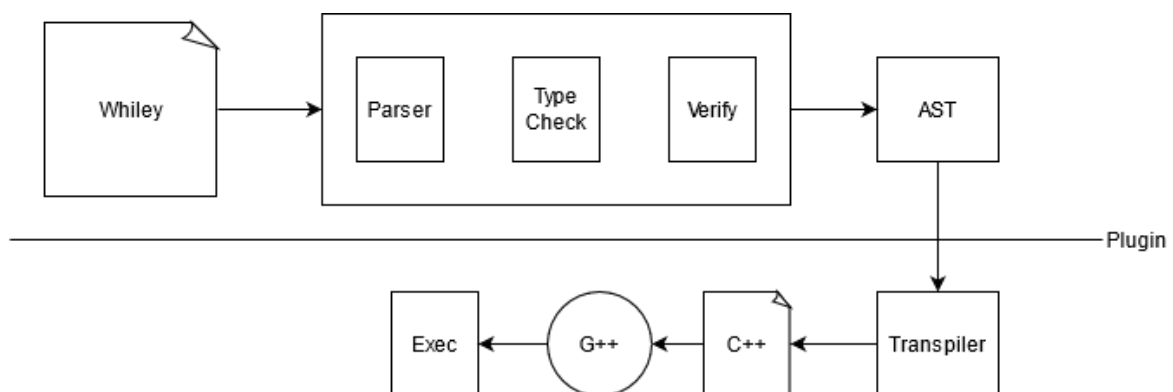 Whiley
Parser
Type
Check
Verify
AST
Plugin
Exec
G++
C++
Transpiler